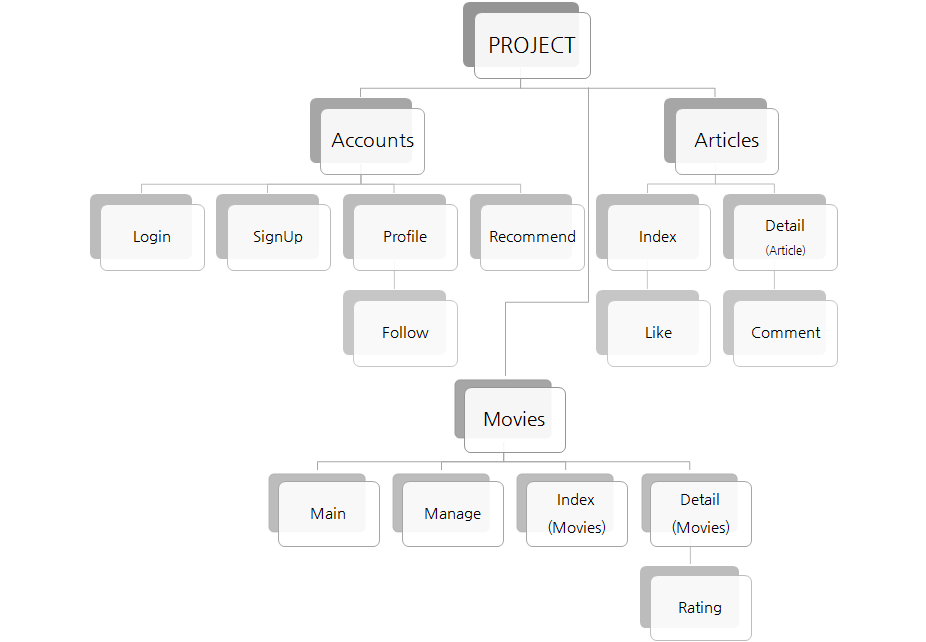 PROJECT
Accounts
Articles
Login
SignUp
Profile
Recommend
Index
Detail
(Article)
Follow
Like
Comment
Movies
Main
Manage
Index
(Movies)
Detail
(Movies)
Rating